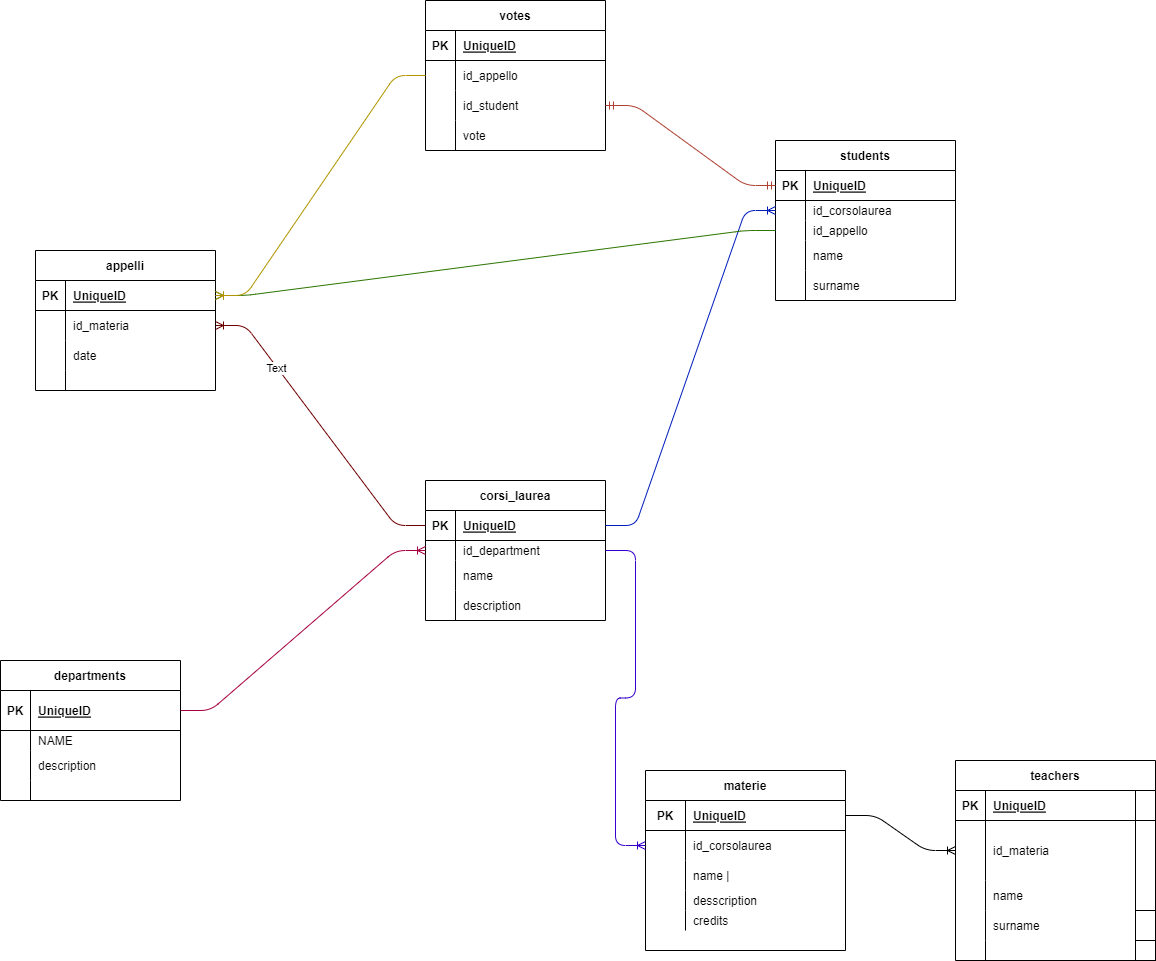 votes
PK UniqueID
id_appello
id_student
vote
students
PK UniqueID
id_corsolaurea
id_appello
name
surname
appelli
PK UniqueID
id_materia
date
Text
corsi_laurea
PK UniqueID
id_department
name
description
departments
PK UniqueID
NAME
description
materie
PK UniqueID
id_corsolaurea
name |
desscription
credits
teachers
PK UniqueID
id_materia
name
surname